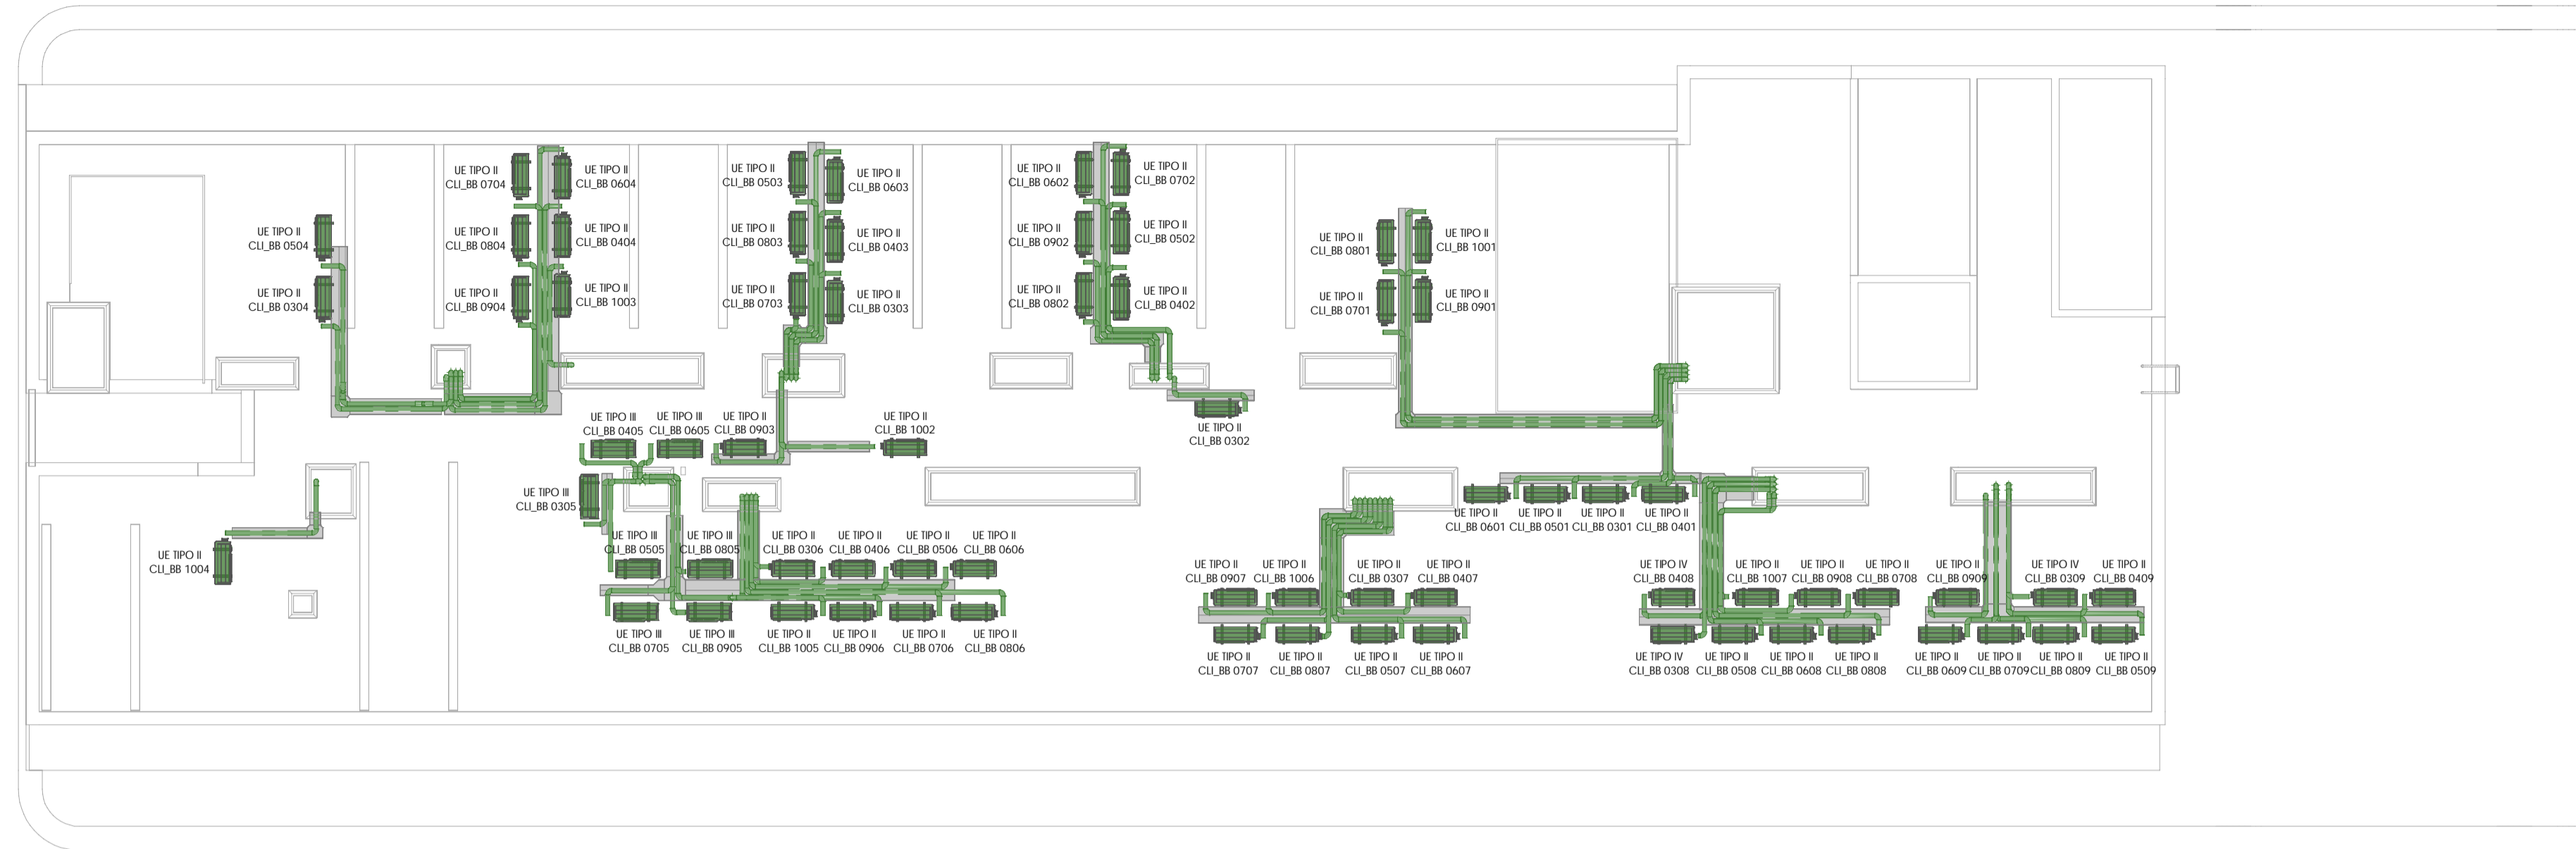 UE TIPO II
CLI_BB 0704
UE TIPO II
CLI_BB 0604
UE TIPO II
CLI_BB 0503
UE TIPO II
CLI_BB 0603
UE TIPO II
CLI_BB 0602
UE TIPO II
CLI_BB 0702
UE TIPO II
CLI_BB 0504
UE TIPO II
CLI_BB 0804
UE TIPO II
CLI_BB 0404
UE TIPO II
CLI_BB 0803
UE TIPO II
CLI_BB 0403
UE TIPO II
CLI_BB 0902
UE TIPO II
CLI_BB 0502
UE TIPO II
CLI_BB 0801
UE TIPO II
CLI_BB 1001
UE TIPO II
CLI_BB 0304
UE TIPO II
CLI_BB 0904
UE TIPO II
CLI_BB 1003
UE TIPO II
CLI_BB 0703
UE TIPO II
CLI_BB 0303
UE TIPO II
CLI_BB 0802
UE TIPO II
CLI_BB 0402
UE TIPO II
CLI_BB 0701
UE TIPO II
CLI_BB 0901
UE TIPO III
CLI_BB 0405
UE TIPO III
CLI_BB 0605
UE TIPO II
CLI_BB 0903
UE TIPO II
CLI_BB 1002
UE TIPO II
CLI_BB 0302
UE TIPO III
CLI_BB 0305
UE TIPO II
CLI_BB 0601
UE TIPO II
CLI_BB 0501
UE TIPO II
CLI_BB 0301
UE TIPO II
CLI_BB 0401
UE TIPO II
CLI_BB 1004
UE TIPO III
CLI_BB 0505
UE TIPO III
CLI_BB 0805
UE TIPO II
CLI_BB 0306
UE TIPO II
CLI_BB 0406
UE TIPO II
CLI_BB 0506
UE TIPO II
CLI_BB 0606
UE TIPO II
CLI_BB 0907
UE TIPO II
CLI_BB 1006
UE TIPO II
CLI_BB 0307
UE TIPO II
CLI_BB 0407
UE TIPO IV
CLI_BB 0408
UE TIPO II
CLI_BB 1007
UE TIPO II
CLI_BB 0908
UE TIPO II
CLI_BB 0708
UE TIPO II
CLI_BB 0909
UE TIPO IV
CLI_BB 0309
UE TIPO II
CLI_BB 0409
UE TIPO III
CLI_BB 0705
UE TIPO III
CLI_BB 0905
UE TIPO II
CLI_BB 1005
UE TIPO II
CLI_BB 0906
UE TIPO II
CLI_BB 0706
UE TIPO II
CLI_BB 0806
UE TIPO II
CLI_BB 0707
UE TIPO II
CLI_BB 0807
UE TIPO II
CLI_BB 0507
UE TIPO II
CLI_BB 0607
UE TIPO IV
CLI_BB 0308
UE TIPO II
CLI_BB 0508
UE TIPO II
CLI_BB 0608
UE TIPO II
CLI_BB 0808
UE TIPO II
CLI_BB 0609
UE TIPO II
CLI_BB 0709
UE TIPO II
CLI_BB 0809
UE TIPO II
CLI_BB 0509